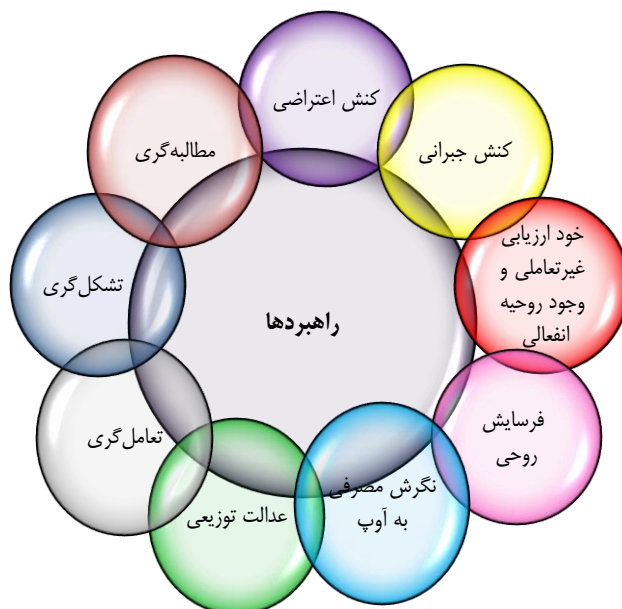 کنش اعتراضی
کنش جبرانی
خود ارزیابی
غیرتعاملی و
وجود روحیه
انفعالی
فرسایش
روحی
نگرش مصرفی
به آوپ
عدالت توزیعی
تعامل‌گری
تشکل‌گری
مطالبه‌گری
راهبردها